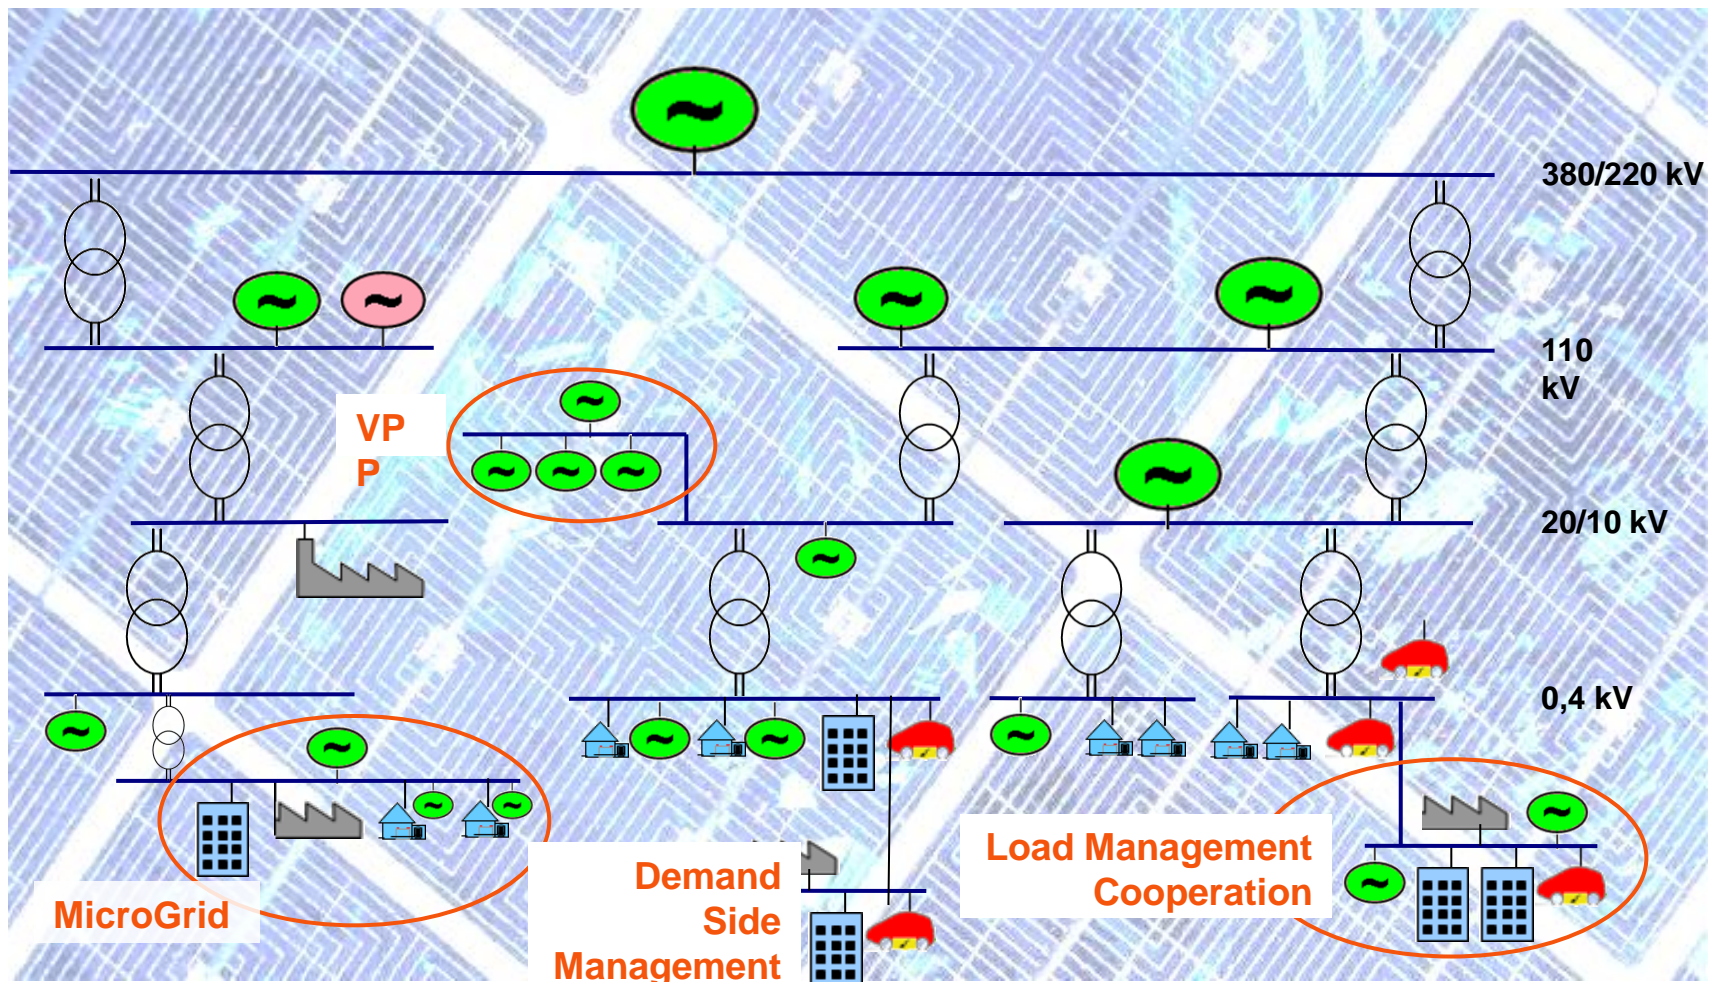 380/220 kV
110
kV
VP
P
20/10 kV
0,4 kV
Load Management
Cooperation
Demand
Side
Management
MicroGrid